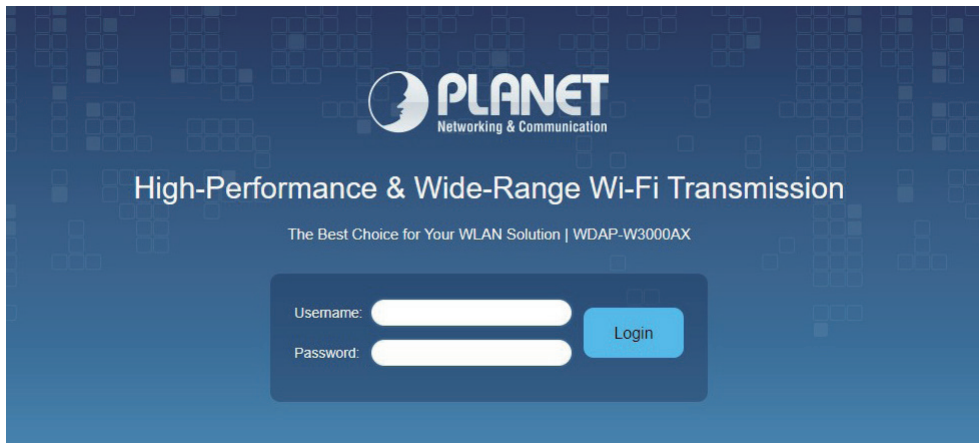 PLANET
Networking & Communication
High-Performance & Wide-Range Wi-Fi Transmission
The Best Choice for Your WLAN Solution | WDAP-W3000AX
Username:
Login
Password: